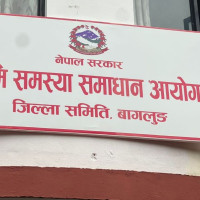 नेपाल सरकार
समस्या समाधान आयोग
जिल्ला समिति, बागलुङ